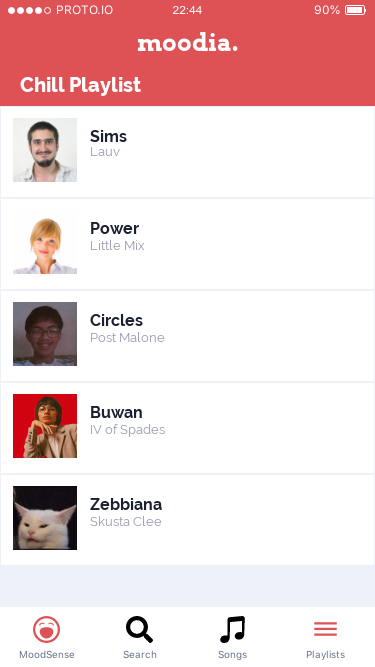 PROTO.IO 22:44 90%
moodia.
Chill Playlist
Sims
Lauv
Power
Little Mix
Circles
Post Malone
Buwan
IV of Spades
Zebbiana
Skusta Clee
MoodSense Search Songs Playlists